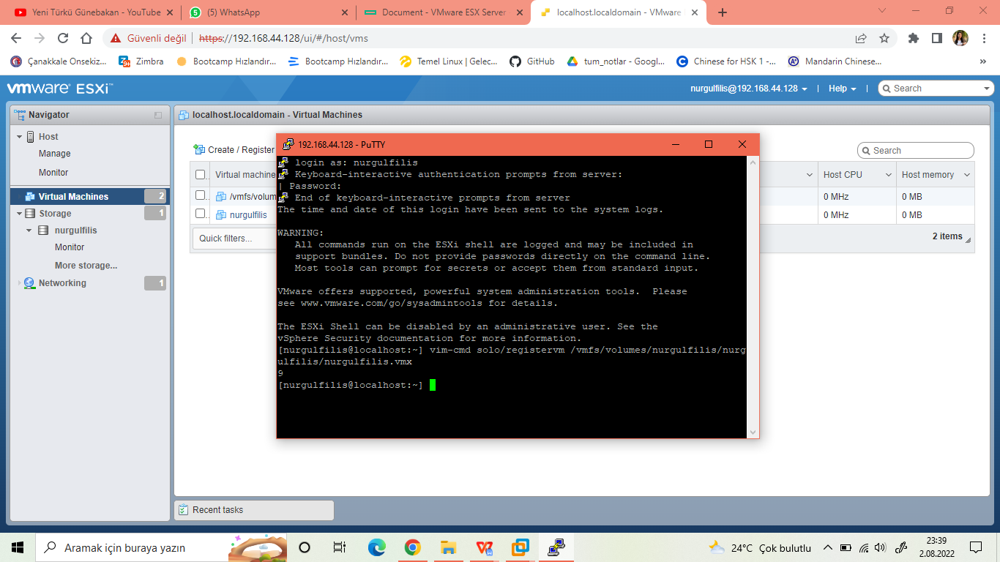 Yeni Türkü Günebakan - YouTube
(5) WhatsApp
Document - VMware ESX Server
localhost.localdomain - VMware
Güvenli değil
https://192.168.44.128/ui/#/host/vms
Çanakkale Onsekiz...
Zimbra
Bootcamp Hızlandır...
Bootcamp Hızlandır...
Temel Linux | Gelec...
GitHub
tum_notlar - Googl...
Chinese for HSK 1 -...
Mandarin Chinese...
vmware ESXi™
nurgulfilis@192.168.44.128
Help
Search
Navigator
Host
Manage
Monitor
Virtual Machines
2
Storage
1
nurgulfilis
Monitor
More storage...
Networking
1
localhost.localdomain - Virtual Machines
Create / Register
Search
Virtual machine
Host CPU
Host memory
/vmfs/volum
0 MHz
0 MB
nurgulfilis
0 MHz
0 MB
Quick filters...
2 items
192.168.44.128 - PuTTY
login as: nurgulfilis
Keyboard-interactive authentication prompts from server:
| Password:
End of keyboard-interactive prompts from server
The time and date of this login have been sent to the system logs.
WARNING:
All commands run on the ESXi shell are logged and may be included in
support bundles. Do not provide passwords directly on the command line.
Most tools can prompt for secrets or accept them from standard input.
VMware offers supported, powerful system administration tools.  Please
see www.vmware.com/go/sysadmintools for details.
The ESXi Shell can be disabled by an administrative user. See the
vSphere Security documentation for more information.
[nurgulfilis@localhost:~] vim-cmd solo/registervm /vmfs/volumes/nurgulfilis/nurg
ulfilis/nurgulfilis.vmx
9
[nurgulfilis@localhost:~]
Recent tasks
Aramak için buraya yazın
24°C Çok bulutlu
23:39
2.08.2022